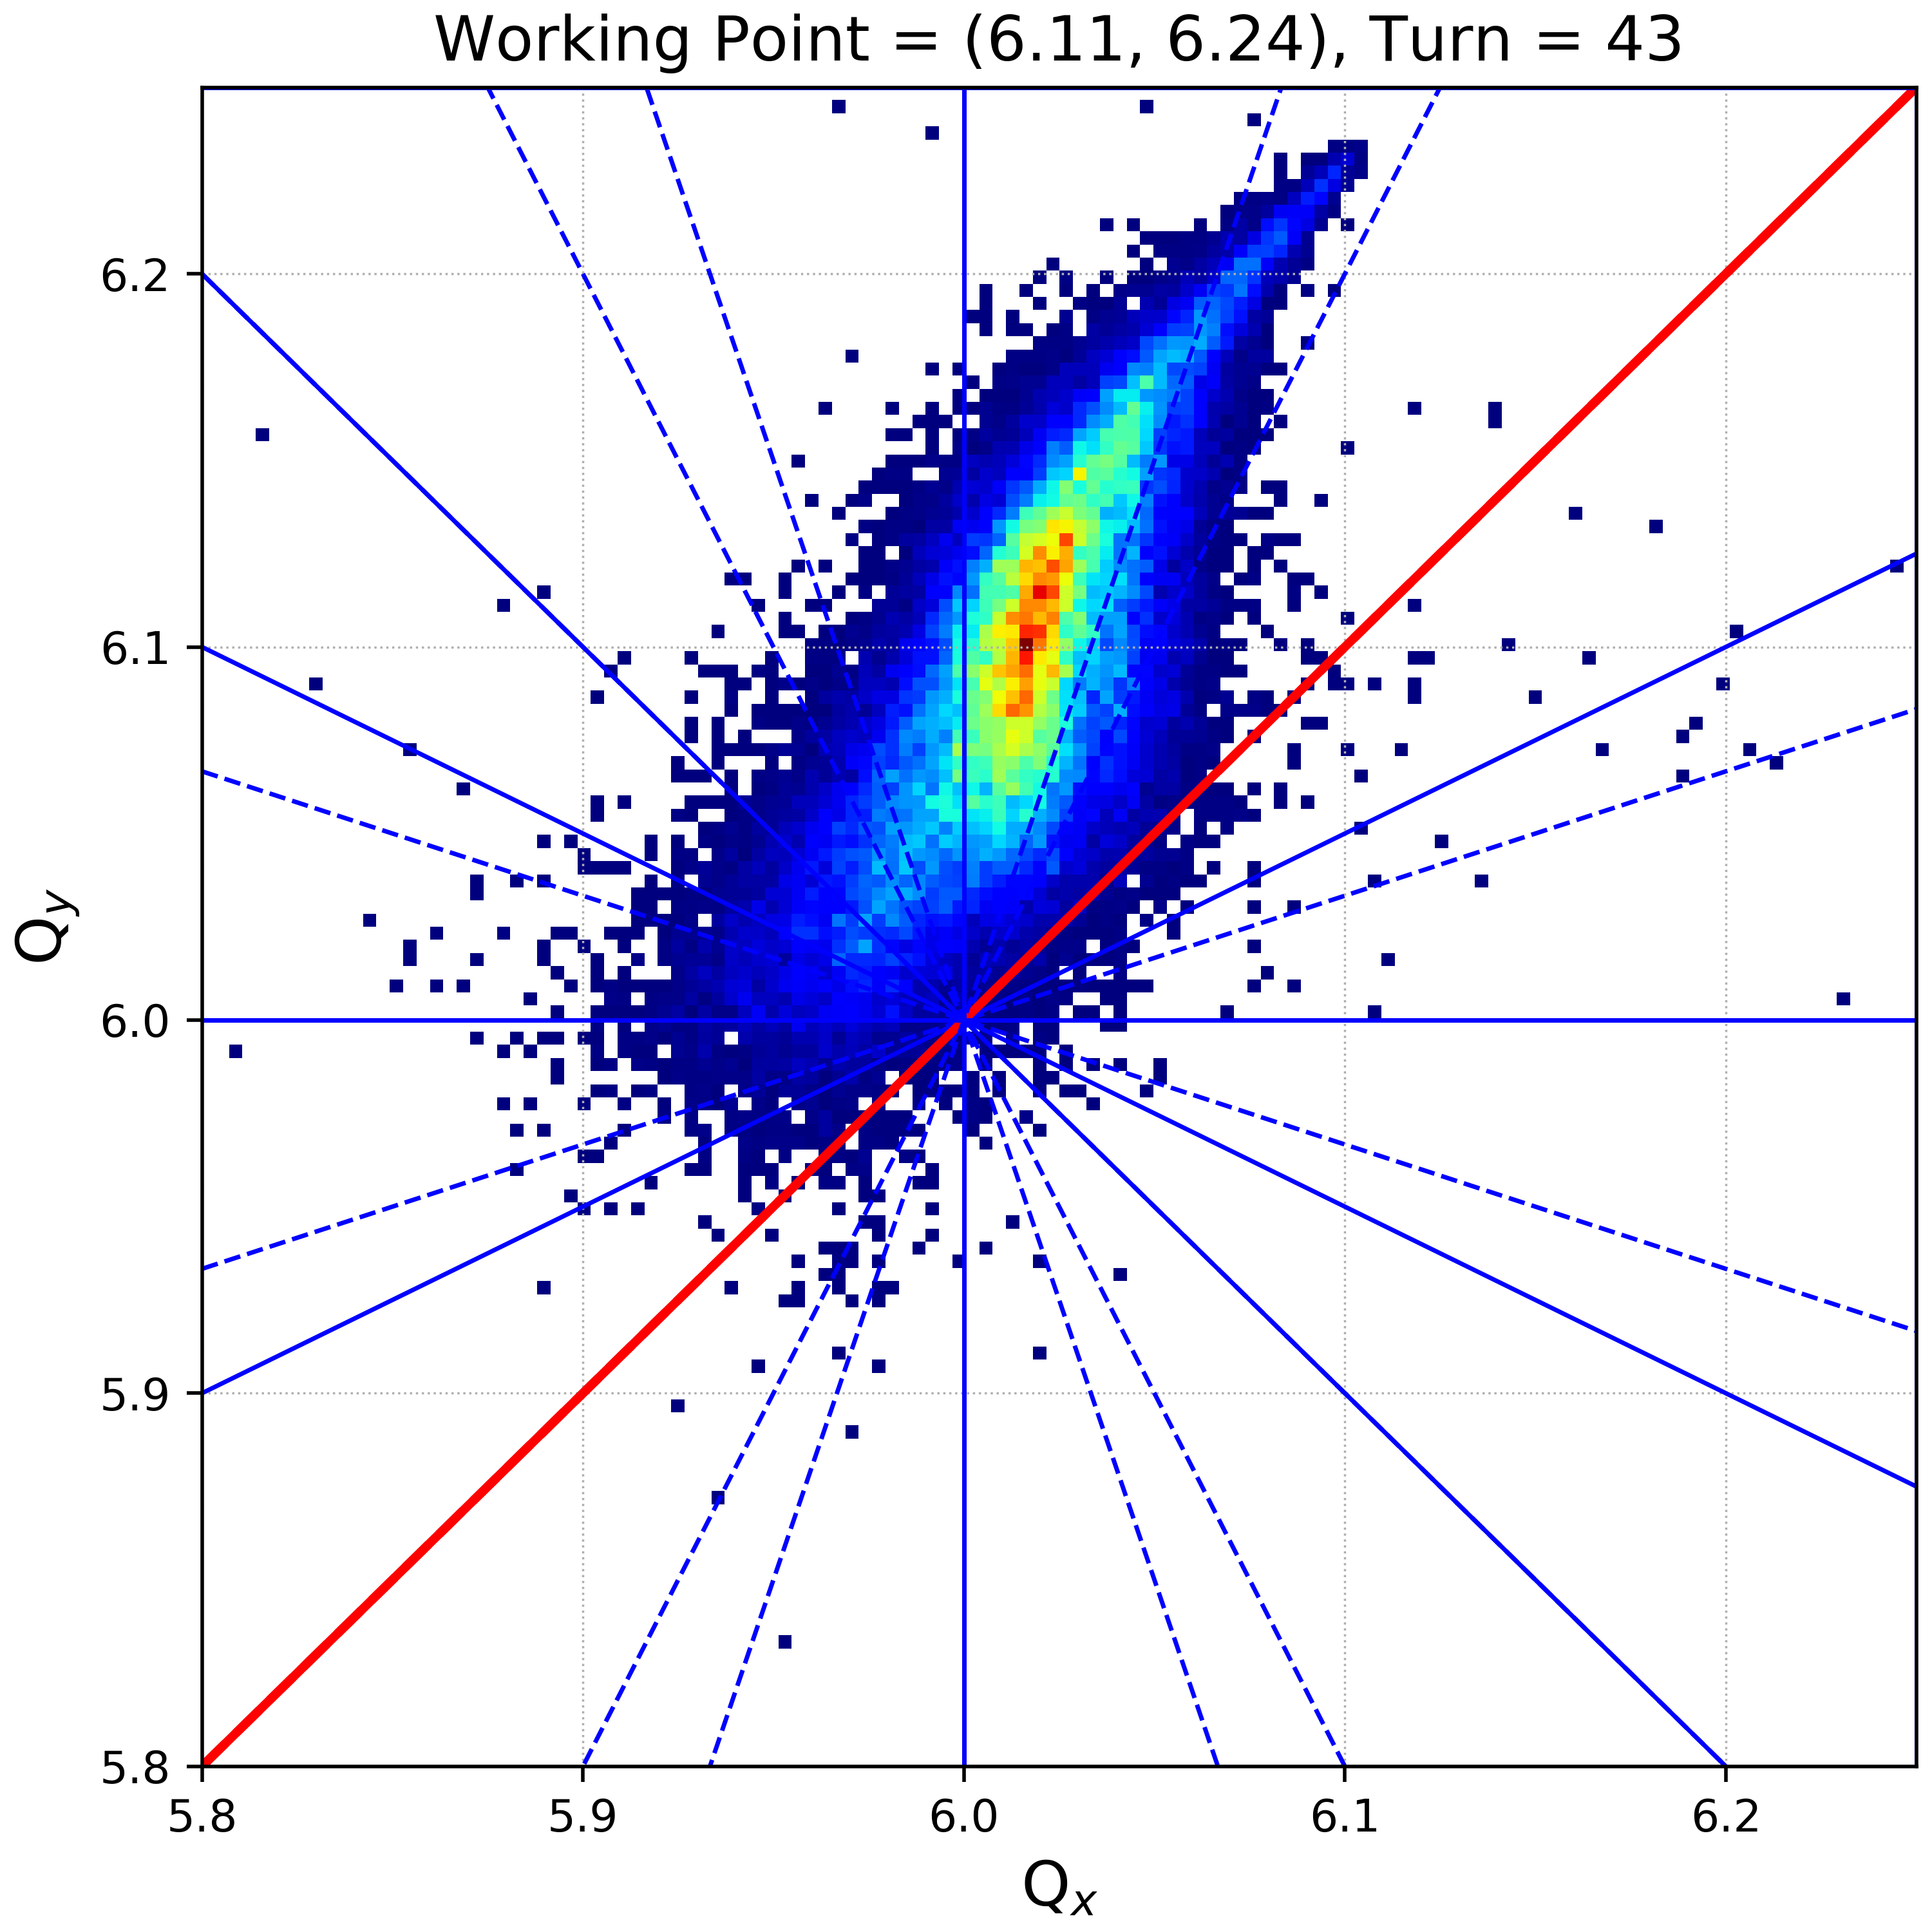 Working Point = (6.11, 6.24), Turn = 43
6.2
6.1
6.0
5.9
5.8
Qy
5.8 5.9 6.0 6.1 6.2
Qx